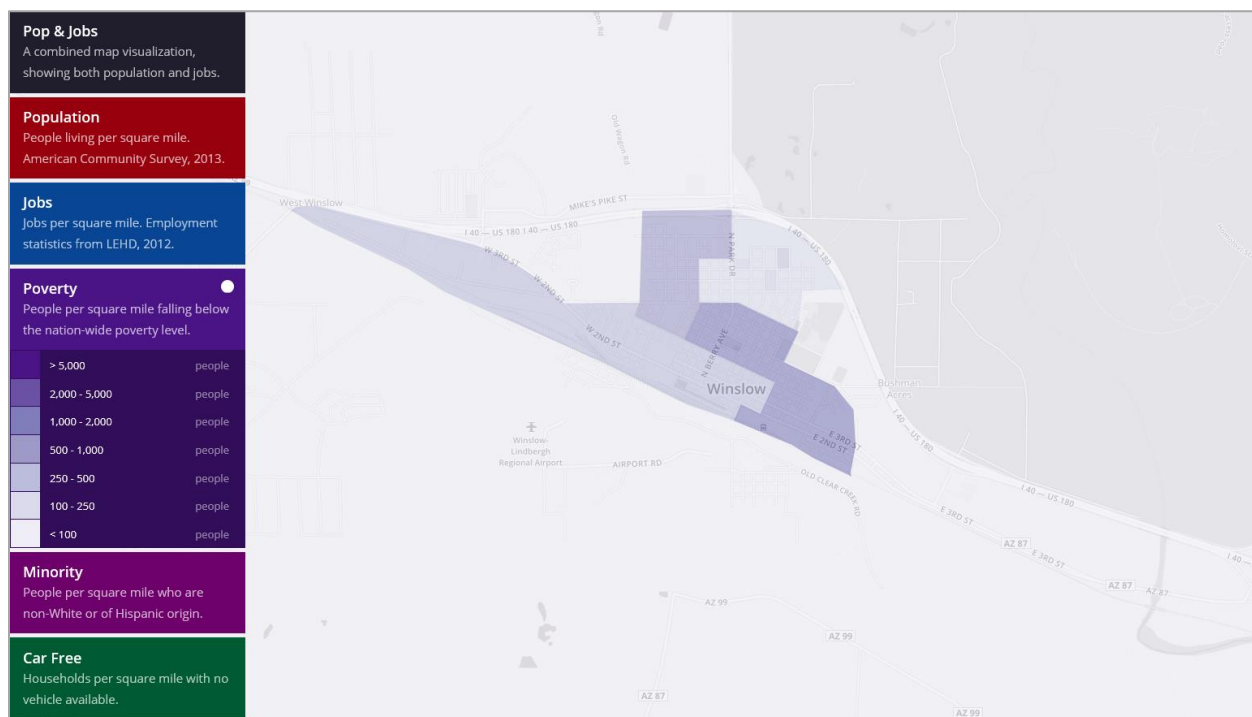 Pop & Jobs
A combined map visualization,
showing both population and jobs.
Population
People living per square mile.
American Community Survey, 2013.
Jobs
Jobs per square mile. Employment
statistics from LEHD, 2012.
Poverty
People per square mile falling below
the nation-wide poverty level.
> 5,000 people
2,000 - 5,000 people
1,000 - 2,000 people
500 - 1,000 people
250 - 500 people
100 - 250 people
< 100 people
Minority
People per square mile who are
non-White or of Hispanic origin.
Car Free
Households per square mile with no
vehicle available.
Old Wagon Rd
West Winslow
MIKE'S PIKE ST
I 40 — US 180 I 40 — US 180
I 40 — US 180
N PARK DR
W 3RD ST
W 2ND ST
W 2ND ST
N BERRY AVE
Winslow
Bushman
Acres
I 40 — US 180
E 3RD ST
E 2ND ST
Winslow-
Lindbergh
Regional Airport
AIRPORT RD
OLD CLEAR CREEK RD
I 40 — US 180
E 3RD ST
AZ 87
E 3RD ST
I 40 —
AZ 87
AZ 87
AZ 99
AZ 99
AZ 87
AZ 99